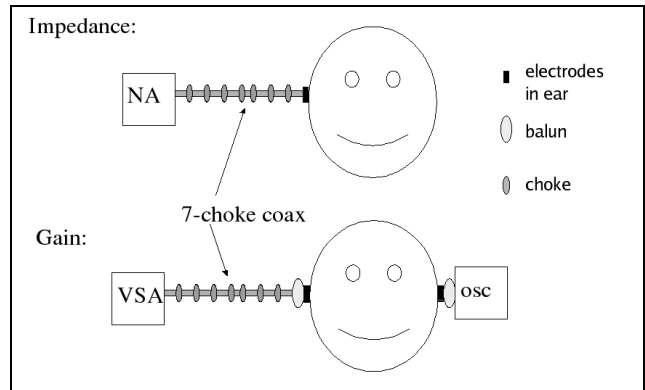 Impedance:
NA
electrodes
in ear
balun
choke
7-choke coax
Gain:
VSA
osc